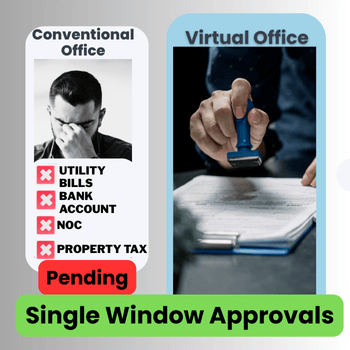 Conventional
Office
Virtual Office
UTILITY
BILLS
BANK
ACCOUNT
NOC
PROPERTY TAX
Pending
Single Window Approvals